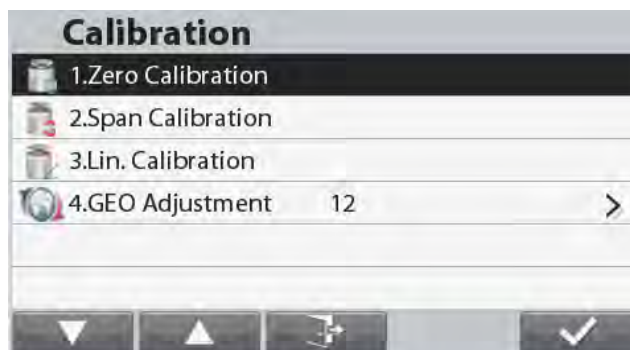 Calibration
1.Zero Calibration
2.Span Calibration
3.Lin. Calibration
4.GEO Adjustment 12 >